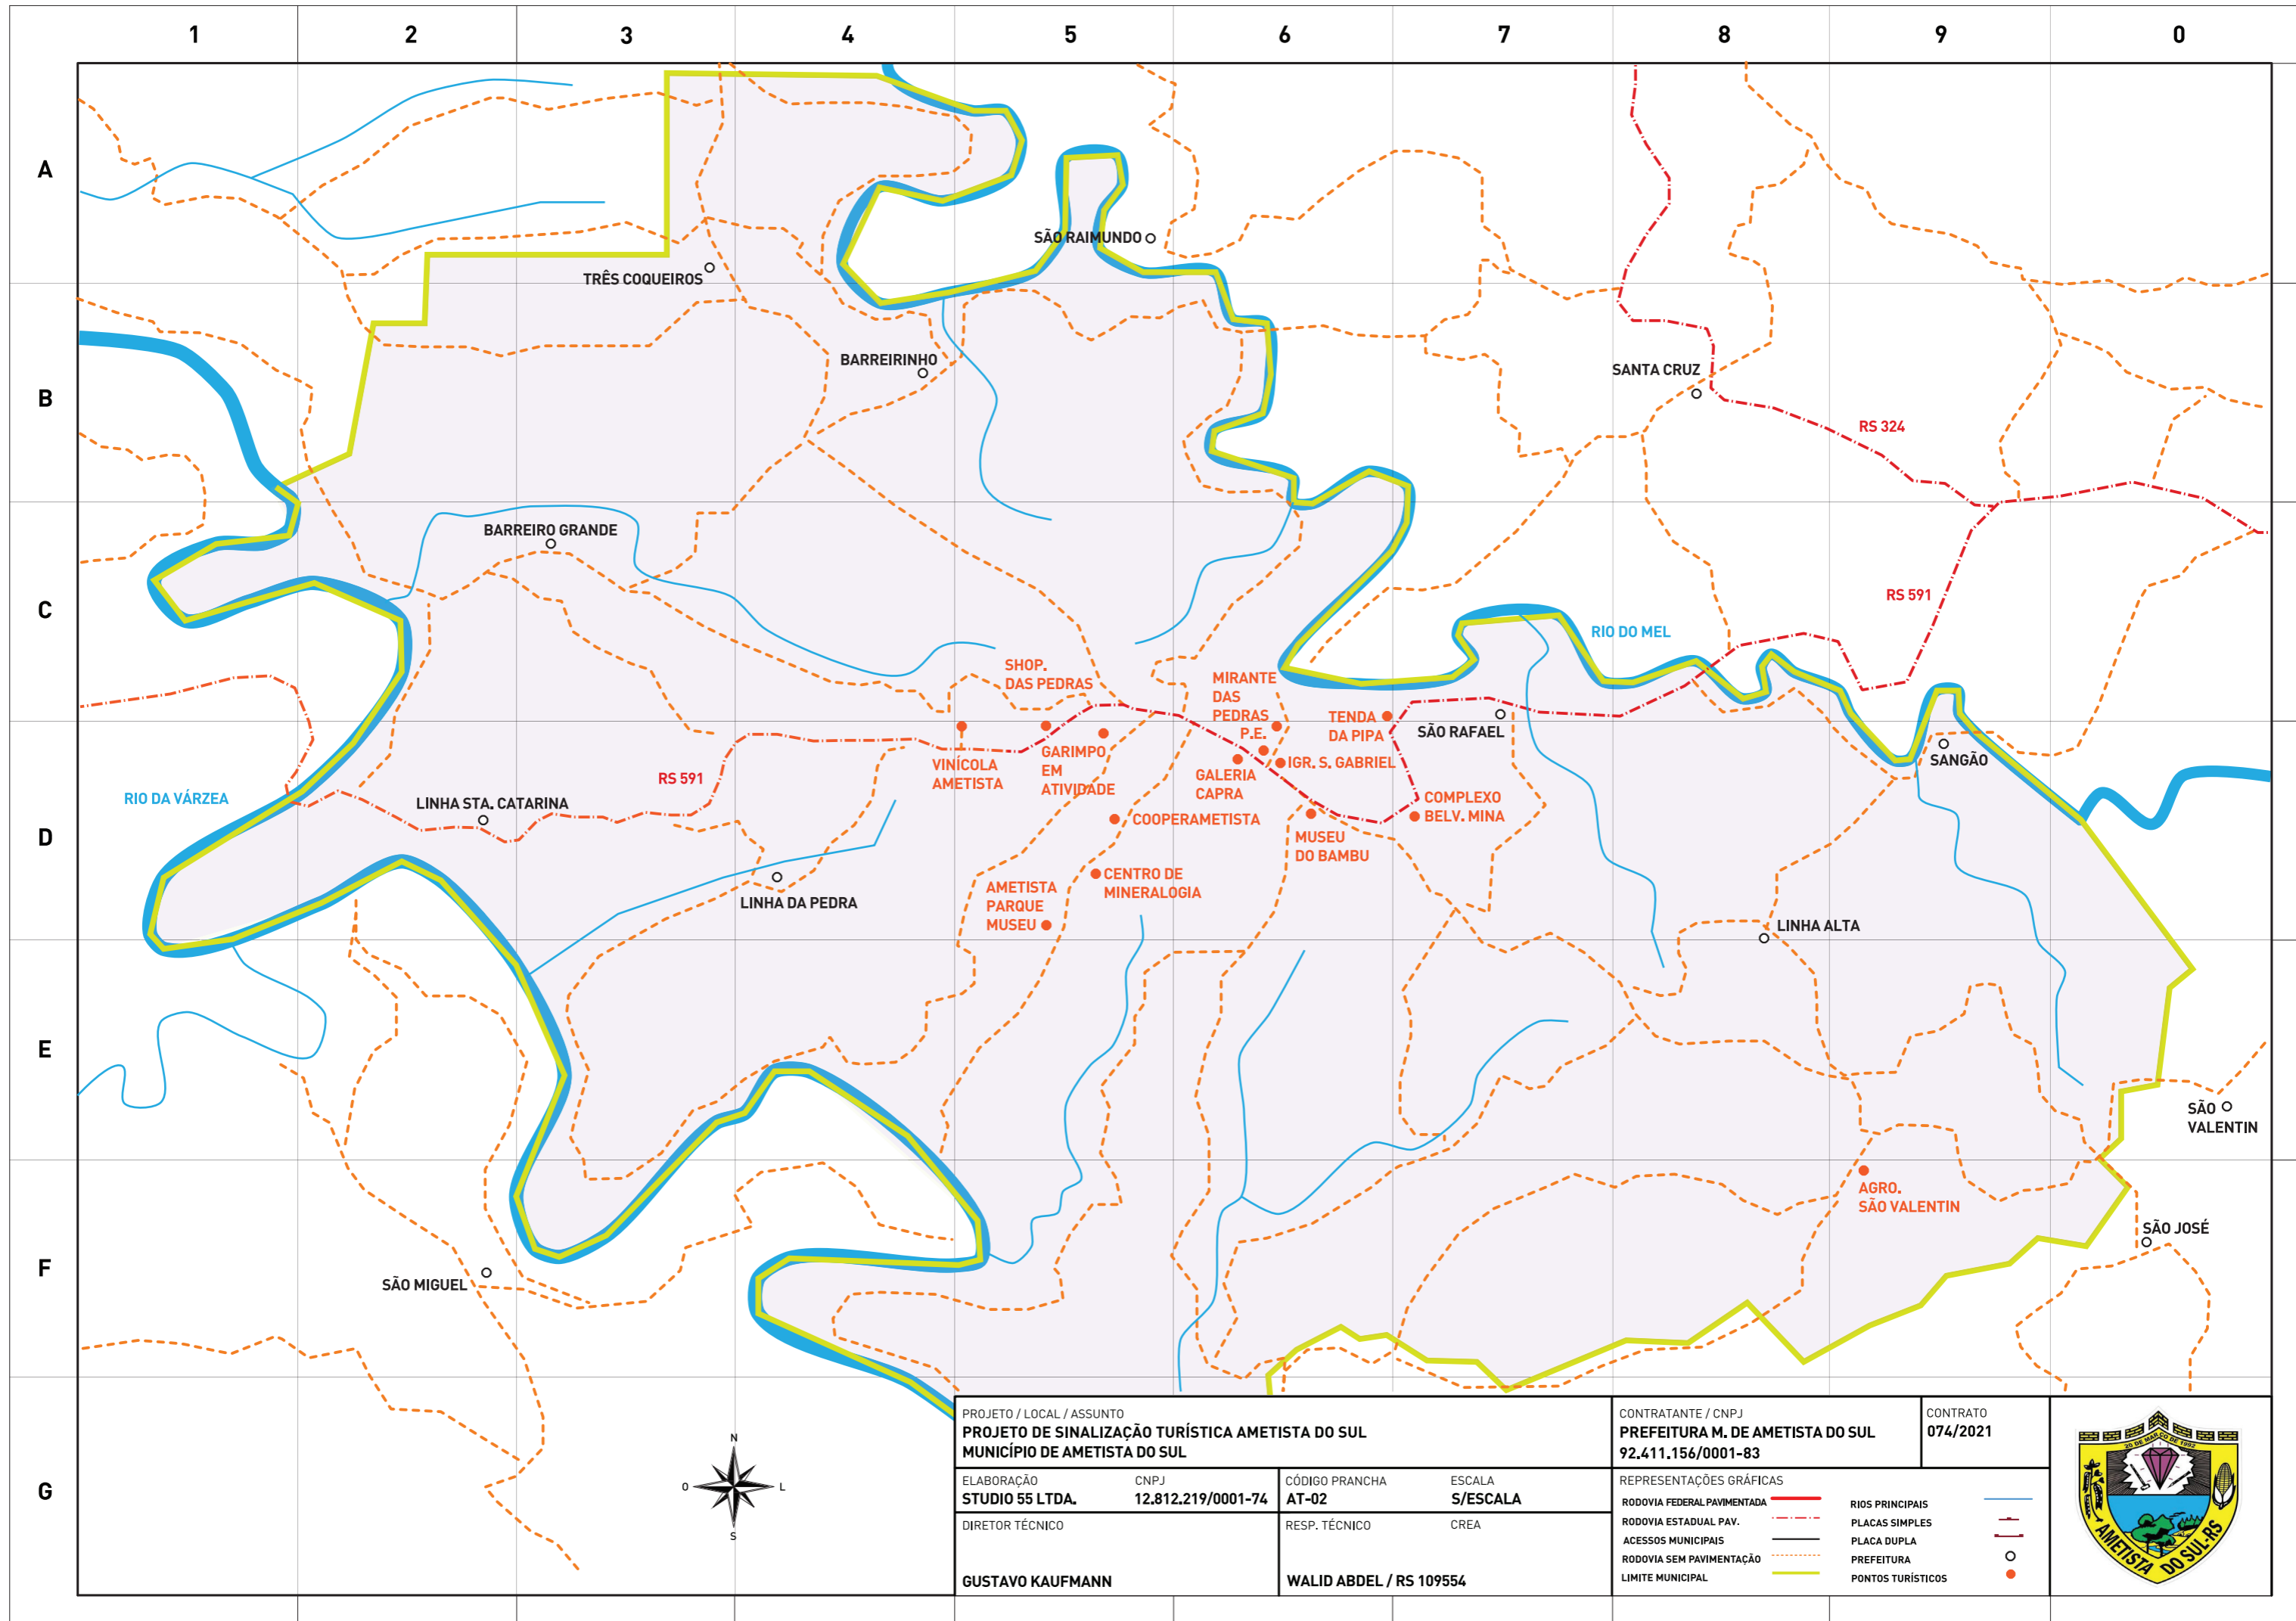 1 2 3 4 5 6 7 8 9 0
A
SÃO RAIMUNDO
TRÊS COQUEIROS
B
BARREIRINHO
SANTA CRUZ
RS 324
BARREIRO GRANDE
C
RS 591
RIO DO MEL
SHOP.
DAS PEDRAS
MIRANTE
DAS
PEDRAS
P.E.
TENDA
DA PIPA
SÃO RAFAEL
SANGÃO
VINÍCOLA
AMETISTA
GARIMPO
EM
ATIVIDADE
GALERIA
CAPRA
IGR. S. GABRIEL
RS 591
RIO DA VÁRZEA
LINHA STA. CATARINA
D
COOPERAMETISTA
COMPLEXO
BELV. MINA
MUSEU
DO BAMBU
CENTRO DE
MINERALOGIA
AMETISTA
PARQUE
MUSEU
LINHA DA PEDRA
LINHA ALTA
E
SÃO
VALENTIN
AGRO.
SÃO VALENTIN
SÃO JOSÉ
F
SÃO MIGUEL
G
N
O
L
S
PROJETO / LOCAL / ASSUNTO
PROJETO DE SINALIZAÇÃO TURÍSTICA AMETISTA DO SUL
MUNICÍPIO DE AMETISTA DO SUL
CONTRATANTE / CNPJ
PREFEITURA M. DE AMETISTA DO SUL
92.411.156/0001-83
CONTRATO
074/2021
ELABORAÇÃO
STUDIO 55 LTDA.
CNPJ
12.812.219/0001-74
CÓDIGO PRANCHA
AT-02
ESCALA
S/ESCALA
DIRETOR TÉCNICO
GUSTAVO KAUFMANN
RESP. TÉCNICO
CREA
WALID ABDEL / RS 109554
REPRESENTAÇÕES GRÁFICAS
RODOVIA FEDERAL PAVIMENTADA
RODOVIA ESTADUAL PAV.
ACESSOS MUNICIPAIS
RODOVIA SEM PAVIMENTAÇÃO
LIMITE MUNICIPAL
RIOS PRINCIPAIS
PLACAS SIMPLES
PLACA DUPLA
PREFEITURA
PONTOS TURÍSTICOS
20 DE MARÇO DE 1992
AMETISTA DO SUL-RS